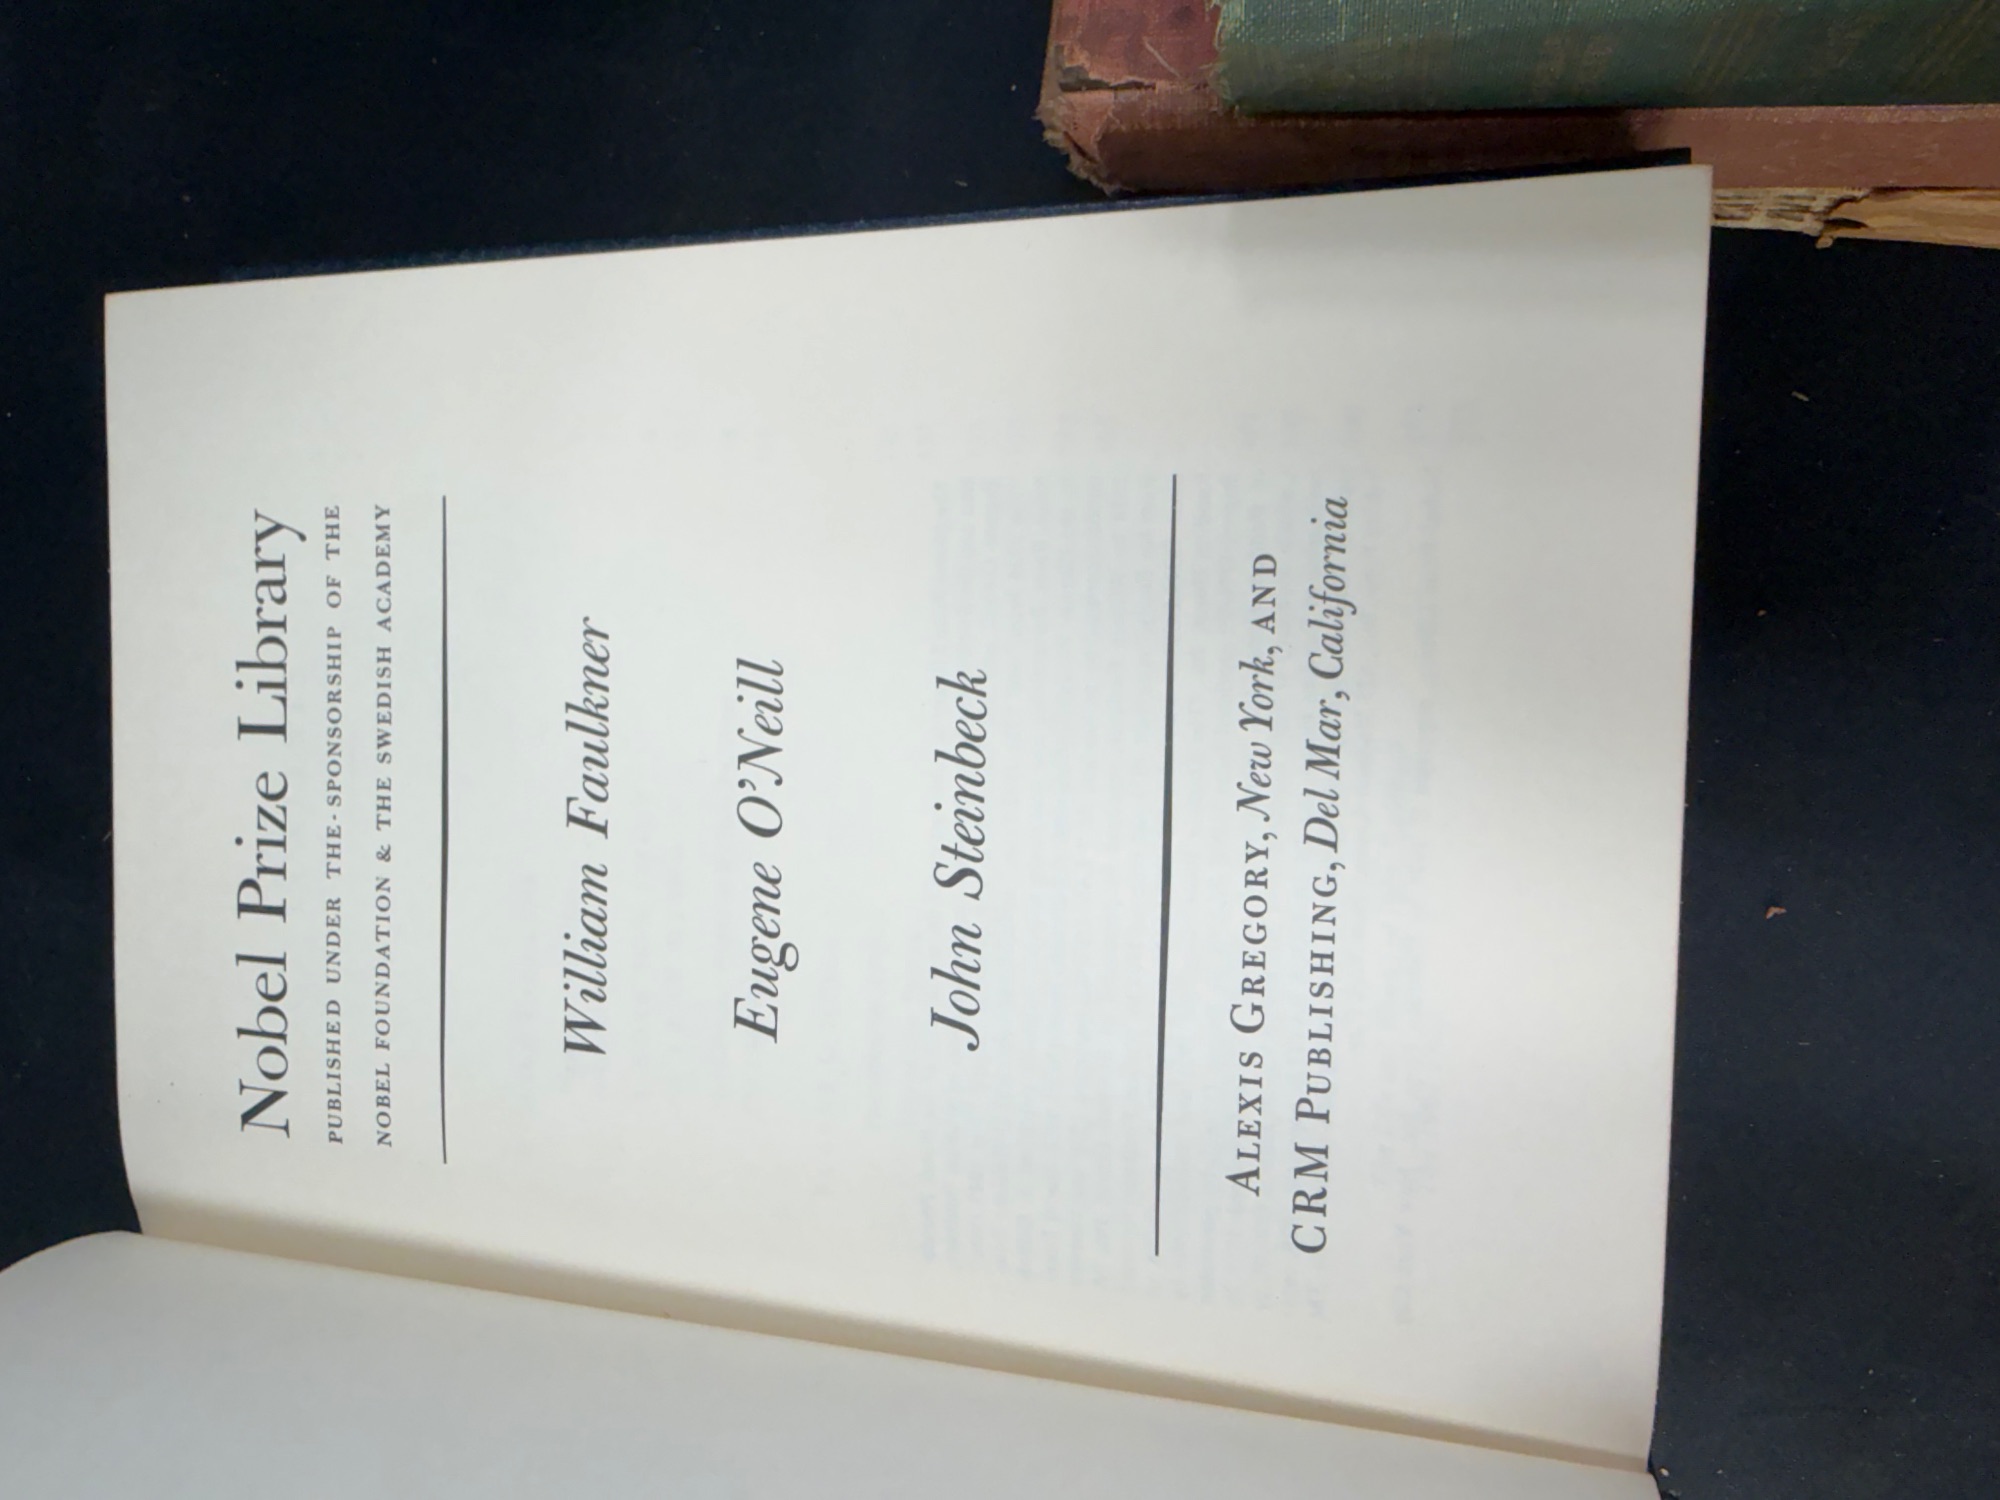 Nobel Prize Library
PUBLISHED UNDER THE SPONSORSHIP OF THE
NOBEL FOUNDATION & THE SWEDISH ACADEMY
William Faulkner
Eugene O’Neill
John Steinbeck
ALEXIS GREGORY, New York, AND
CRM PUBLISHING, Del Mar, California